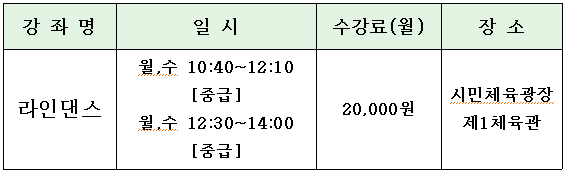 강 좌 명 일 시 수강료(월) 장 소
라인댄스
월,수 10:40~12:10
[중급]
월,수 12:30~14:00
[중급]
20,000원
시민체육광장
제1체육관